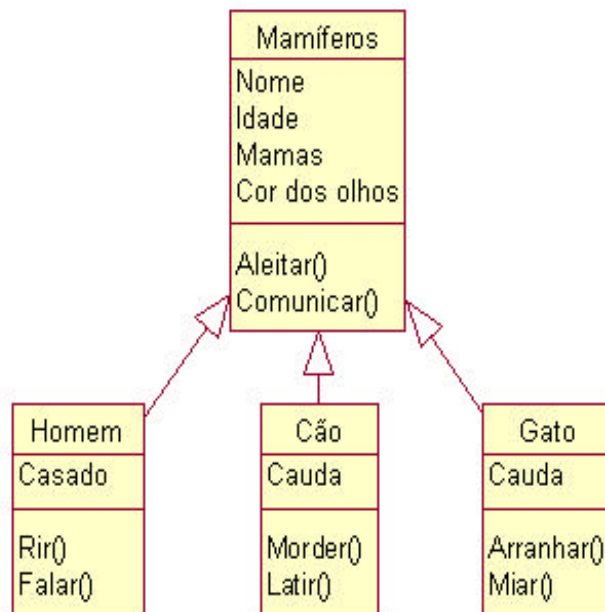 Mamíferos
Nome
Idade
Mamas
Cor dos olhos
Aleitar()
Comunicar()
Homem
Casado
Rir()
Falar()
Cão
Cauda
Morder()
Latir()
Gato
Cauda
Arranhar()
Miar()